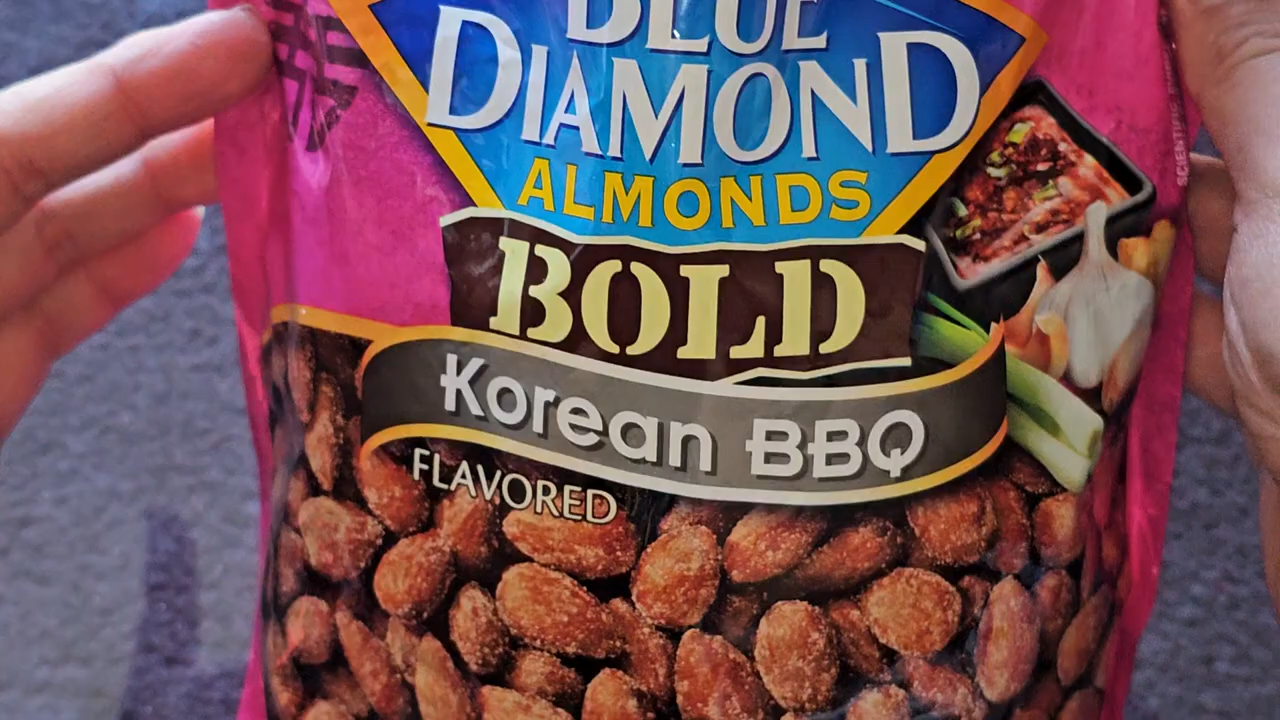 BLUE
DIAMOND
ALMONDS
BOLD
Korean BBQ
FLAVORED